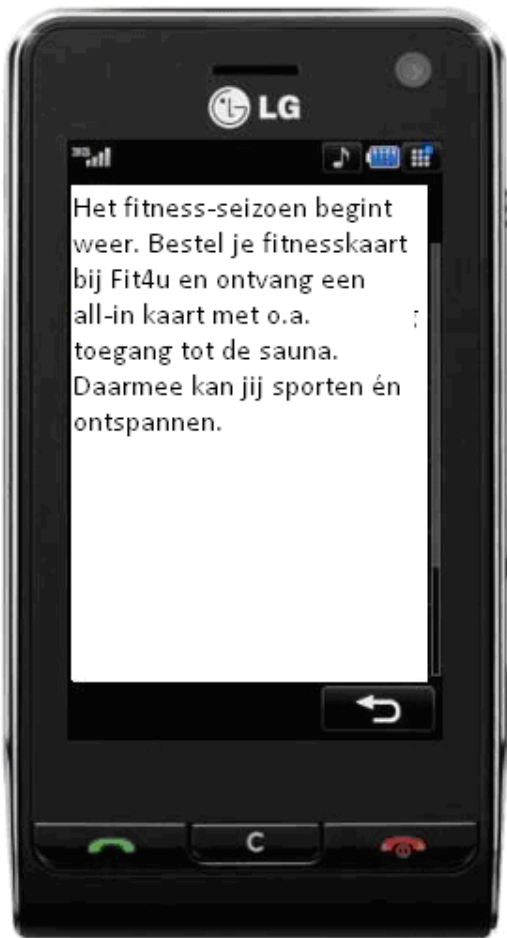 LG
3G
Het fitness-seizoen begint
weer. Bestel je fitnesskaart
bij Fit4u en ontvang een
all-in kaart met o.a.
toegang tot de sauna.
Daarmee kan jij sporten én
ontspannen.
C